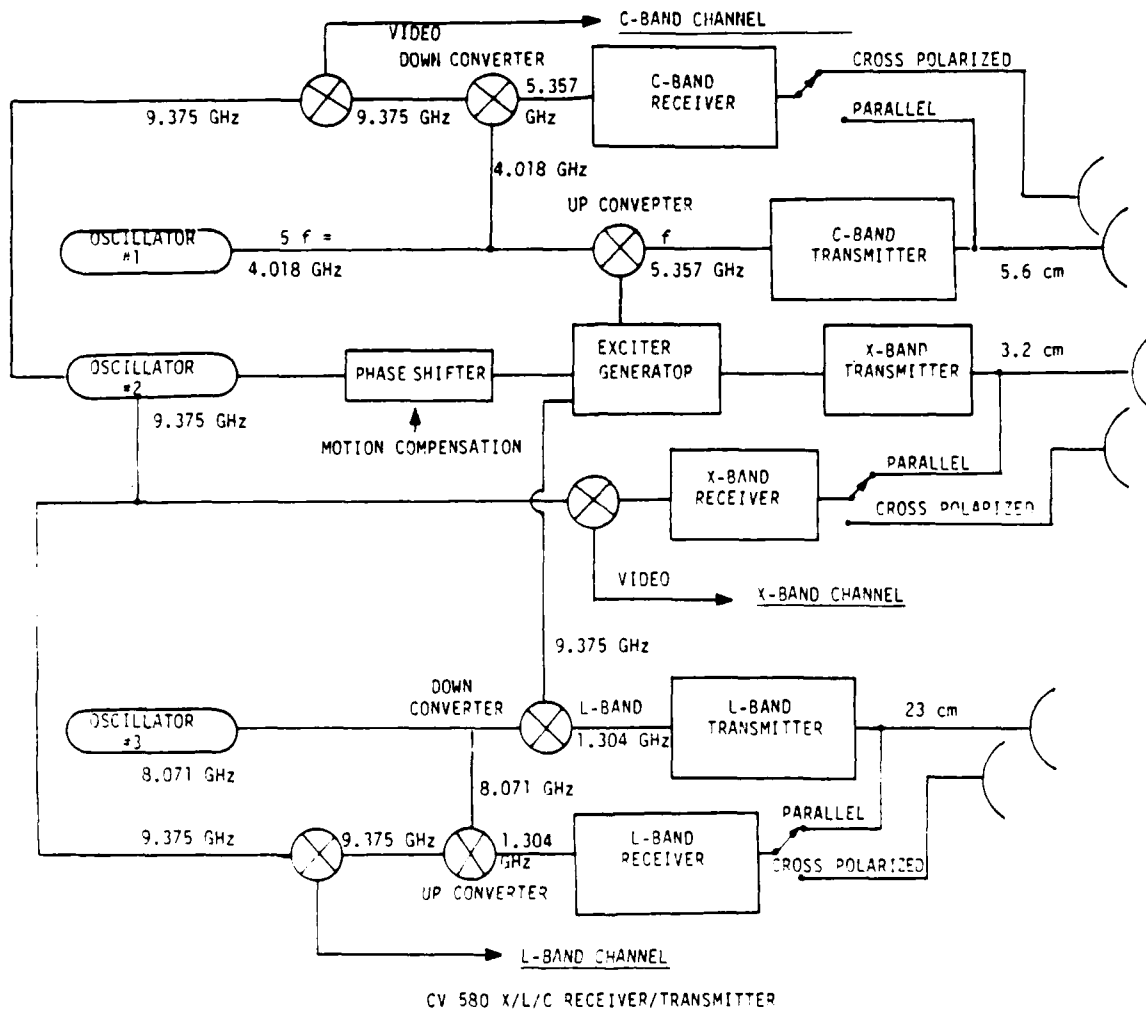 C-BAND CHANNEL
VIDEO
DOWN CONVERTER
5.357
GHz
9.375 GHz
9.375 GHz
C-BAND
RECEIVER
CROSS POLARIZED
PARALLEL
4.018 GHz
UP CONVEPTER
OSCILLATOR
#1
5 f =
4.018 GHz
f
5.357 GHz
C-BAND
TRANSMITTER
5.6 cm
OSCILLATOR
#2
9.375 GHz
PHASE SHIFTER
MOTION COMPENSATION
EXCITER
GENERATOP
X-BAND
TRANSMITTER
3.2 cm
X-BAND
RECEIVER
PARALLEL
CROSS POLARIZED
VIDEO
X-BAND CHANNEL
9.375 GHz
DOWN
CONVERTER
OSCILLATOR
#3
8.071 GHz
L-BAND
1.304 GHz
L-BAND
TRANSMITTER
23 cm
8.071 GHz
9.375 GHz
9.375 GHz
1.304
GHz
UP CONVERTER
L-BAND
RECEIVER
PARALLEL
CROSS POLARIZED
L-BAND CHANNEL
CV 580 X/L/C RECEIVER/TRANSMITTER